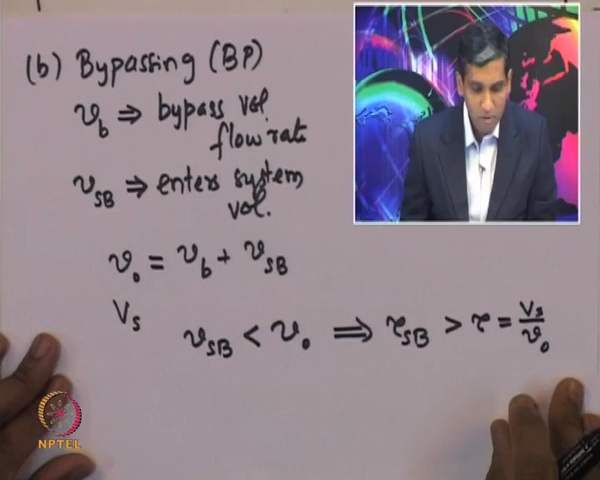 (b) Bypassing (BP)
v_b ⇒ bypass vol.
flow rate
v_SB ⇒ enters system
vol.
v_0 = v_b + v_SB
V_s
v_SB < v_0 ⟹ τ_SB > τ = V_s/v_0
NPTEL